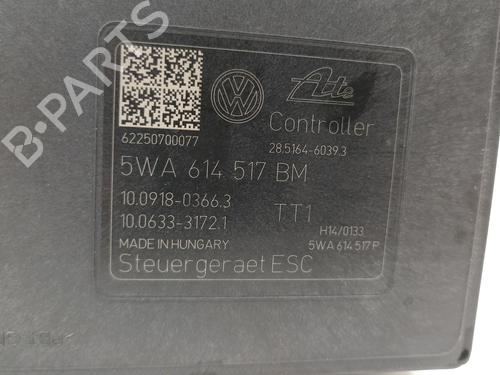 Ate
62250700077
Controller
28.5164-6039.3
5WA 614 517 BM
10.0918-0366.3
TT1
10.0633-3172.1
H14/0133
MADE IN HUNGARY
5WA 614 517 P
Steuergeraet ESC
B-PARTS